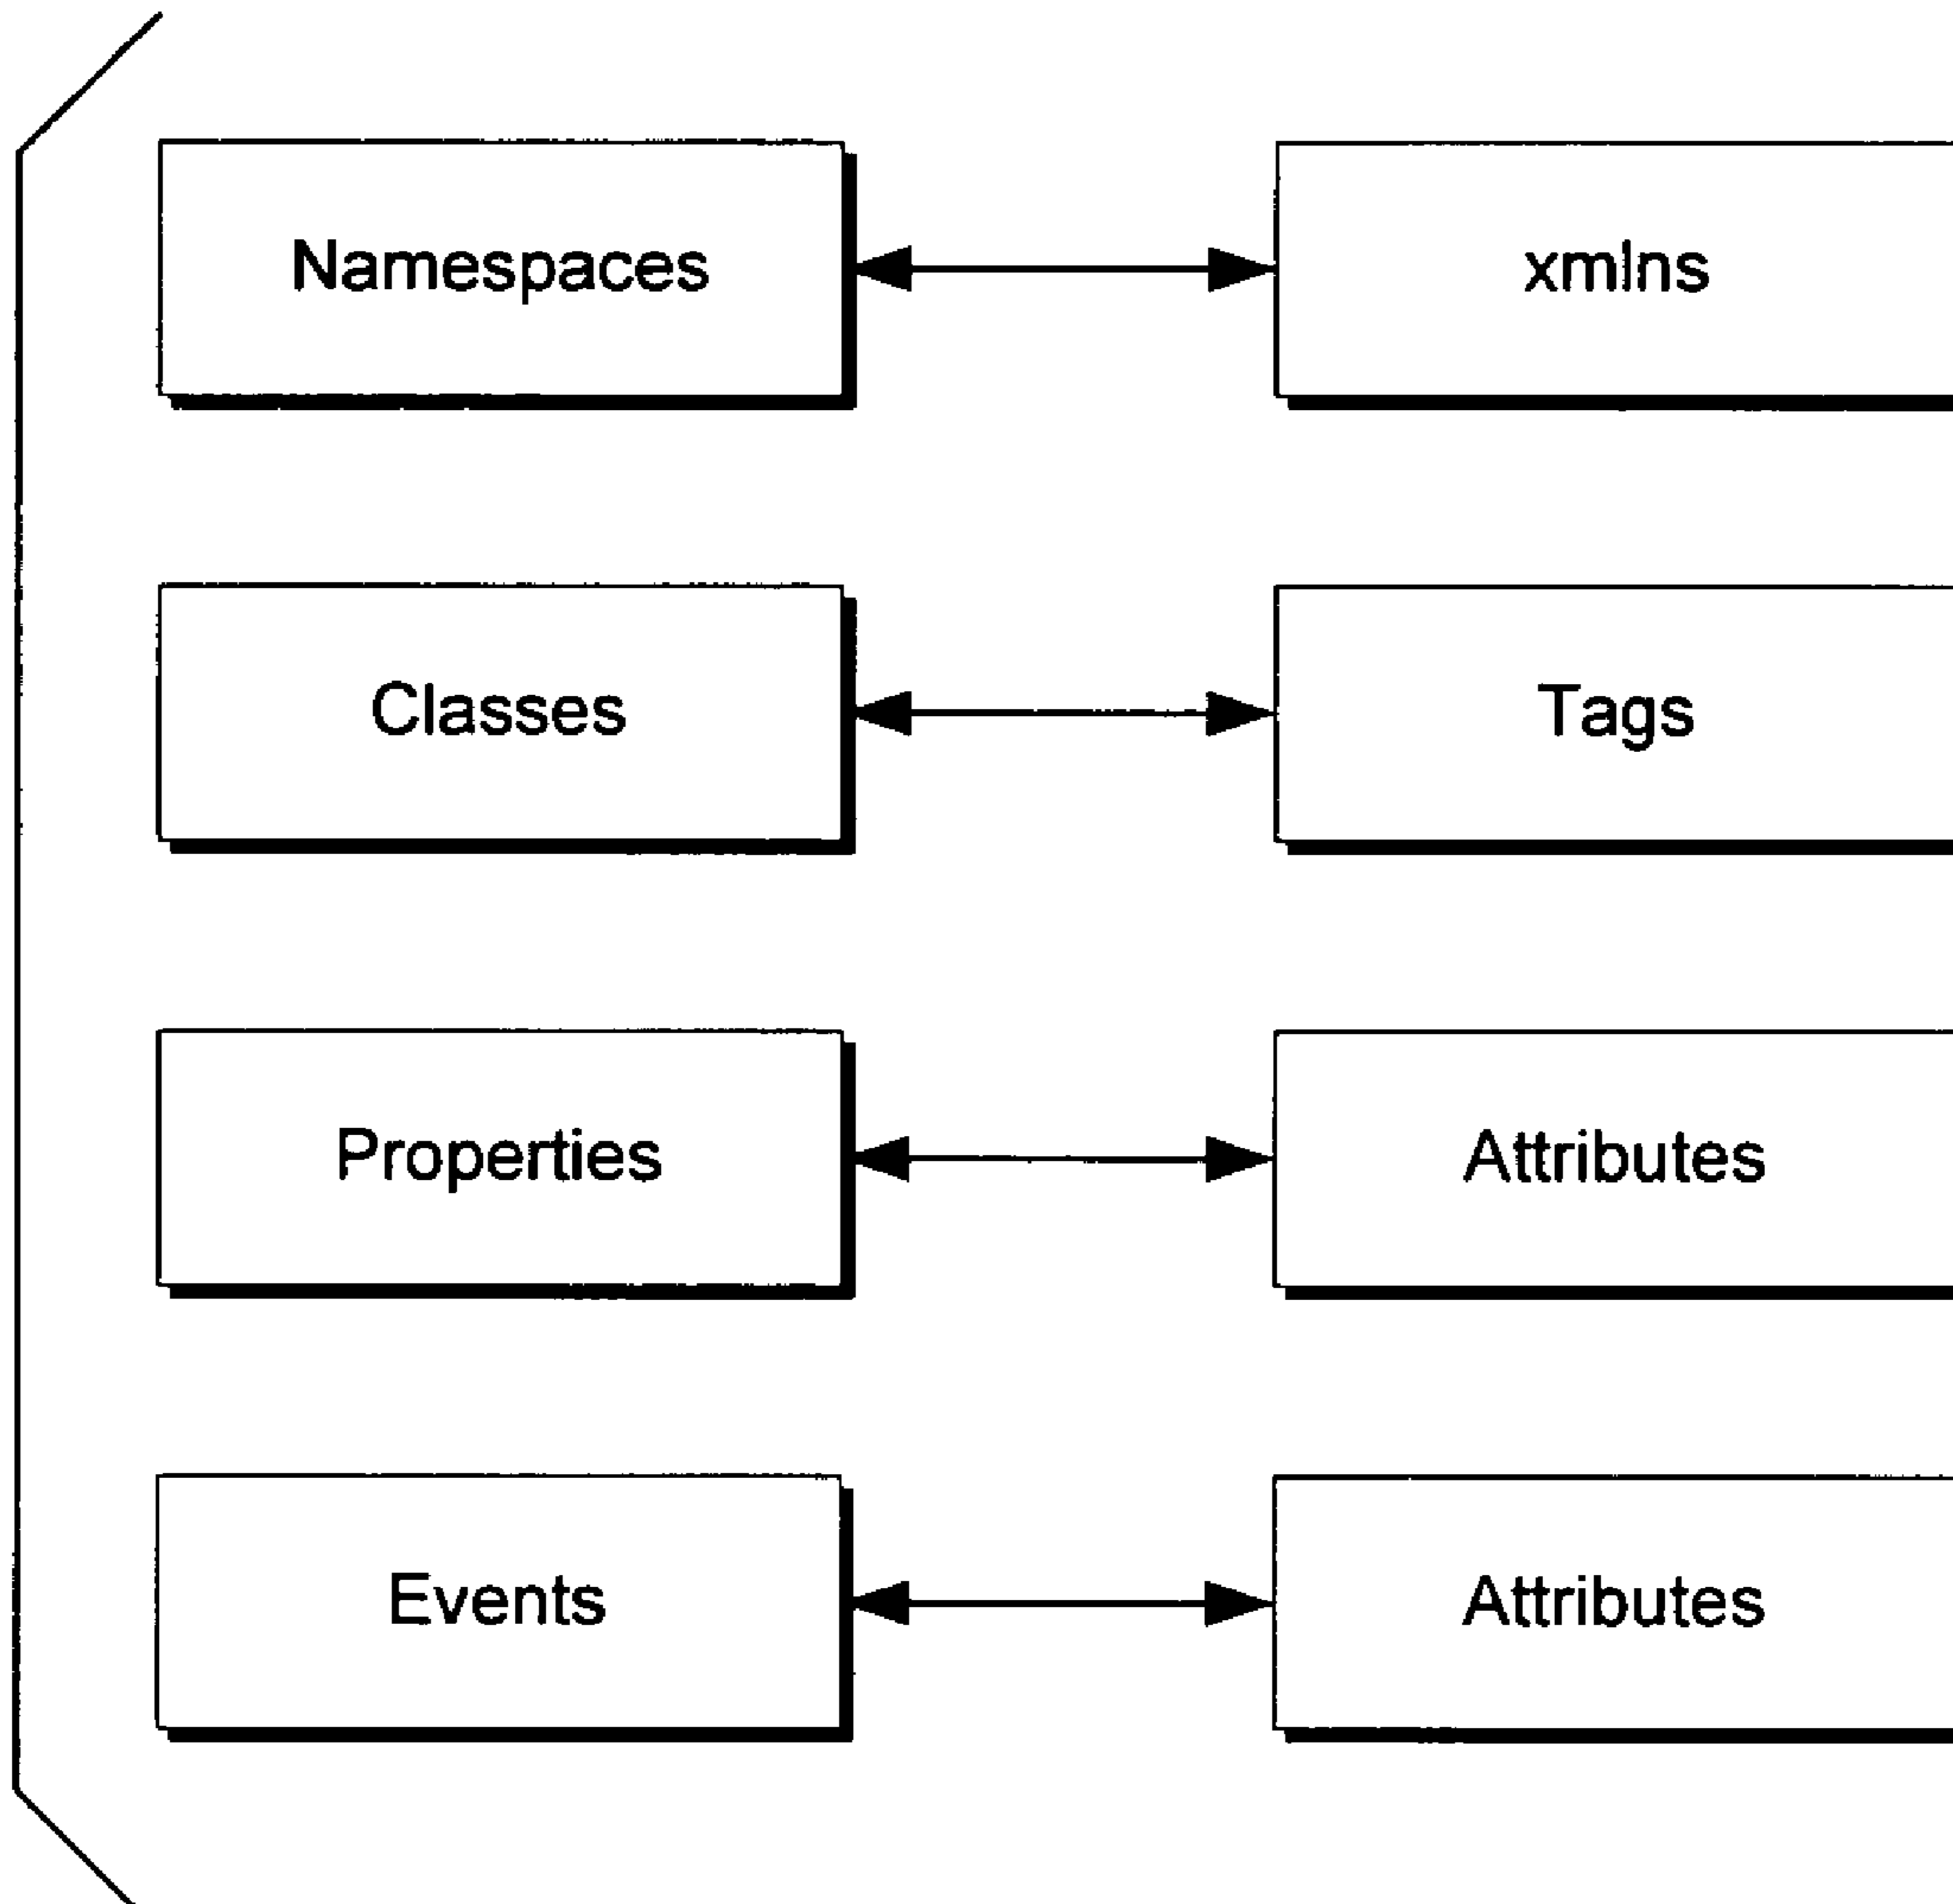 Namespaces
xmlns
Classes
Tags
Properties
Attributes
Events
Attributes